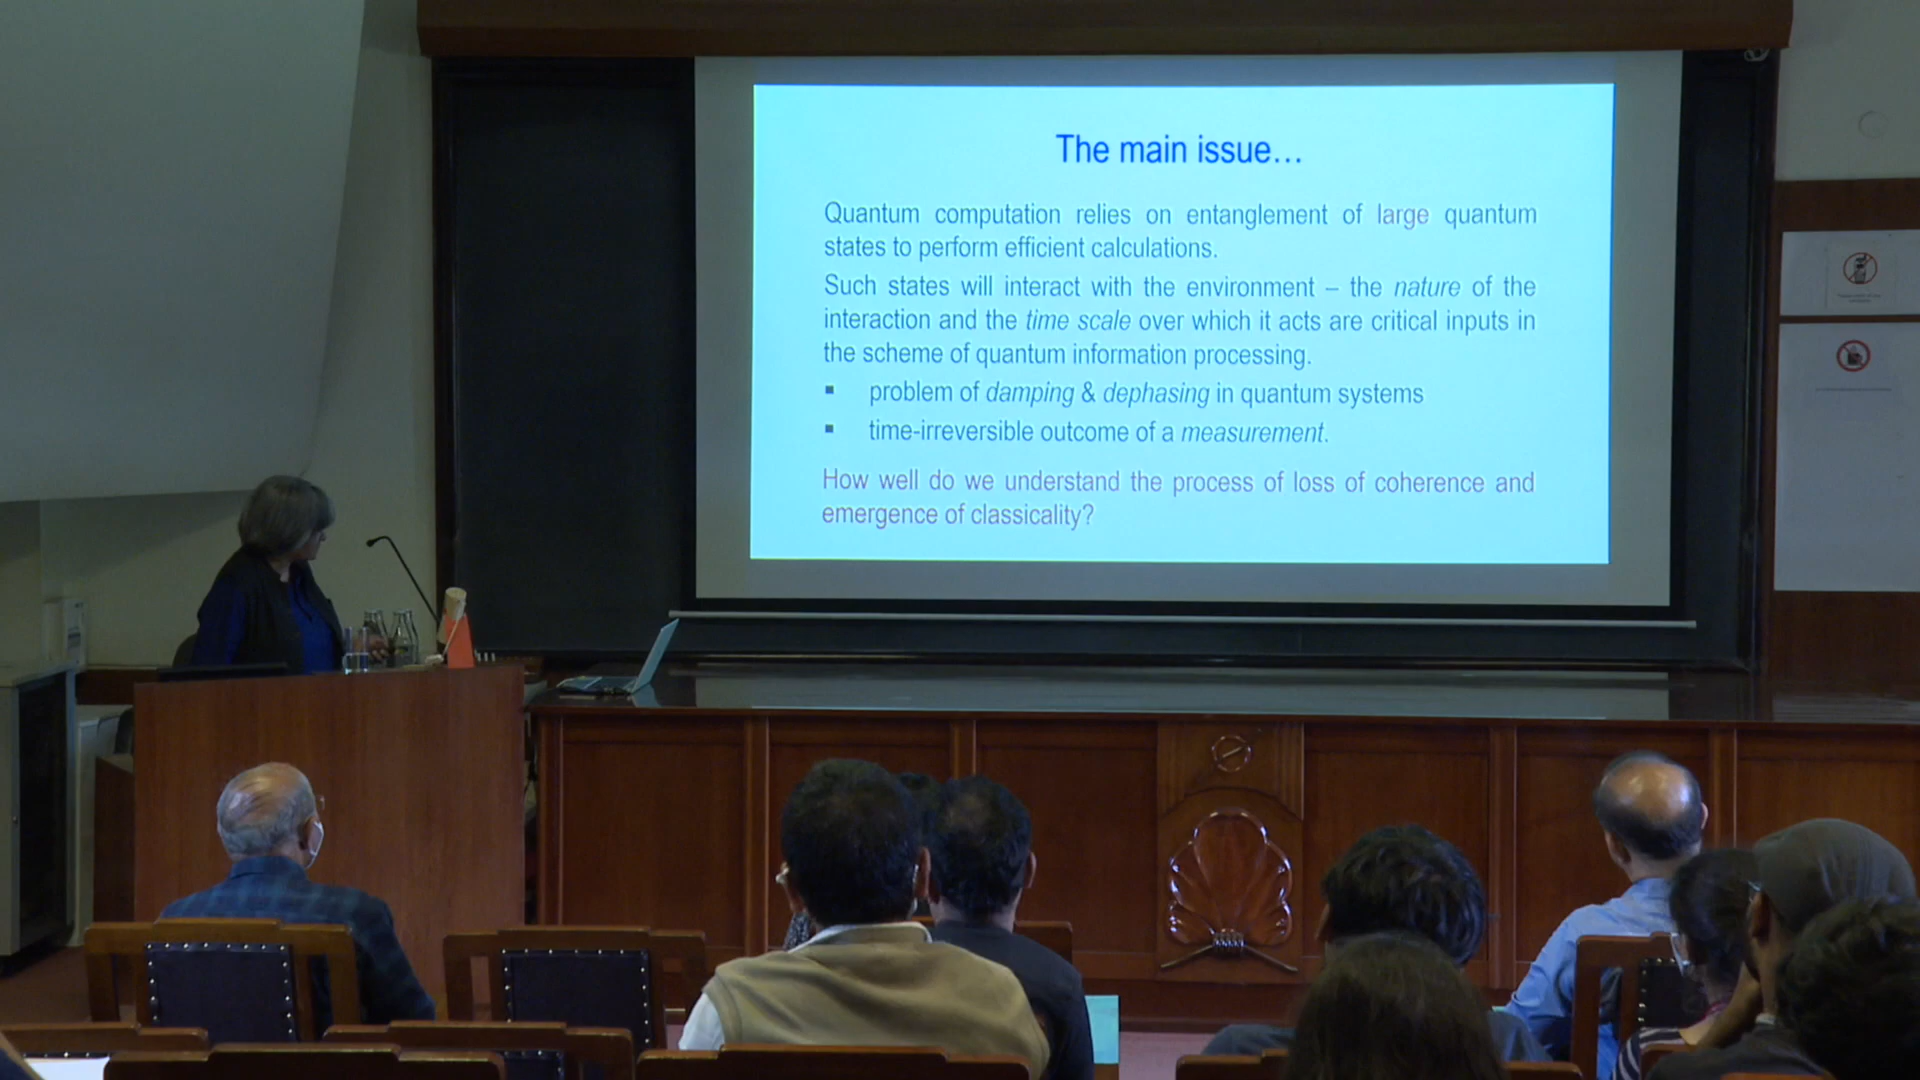 The main issue…
Quantum computation relies on entanglement of large quantum
states to perform efficient calculations.
Such states will interact with the environment – the nature of the
interaction and the time scale over which it acts are critical inputs in
the scheme of quantum information processing.
▪ problem of damping & dephasing in quantum systems
▪ time-irreversible outcome of a measurement.
How well do we understand the process of loss of coherence and
emergence of classicality?